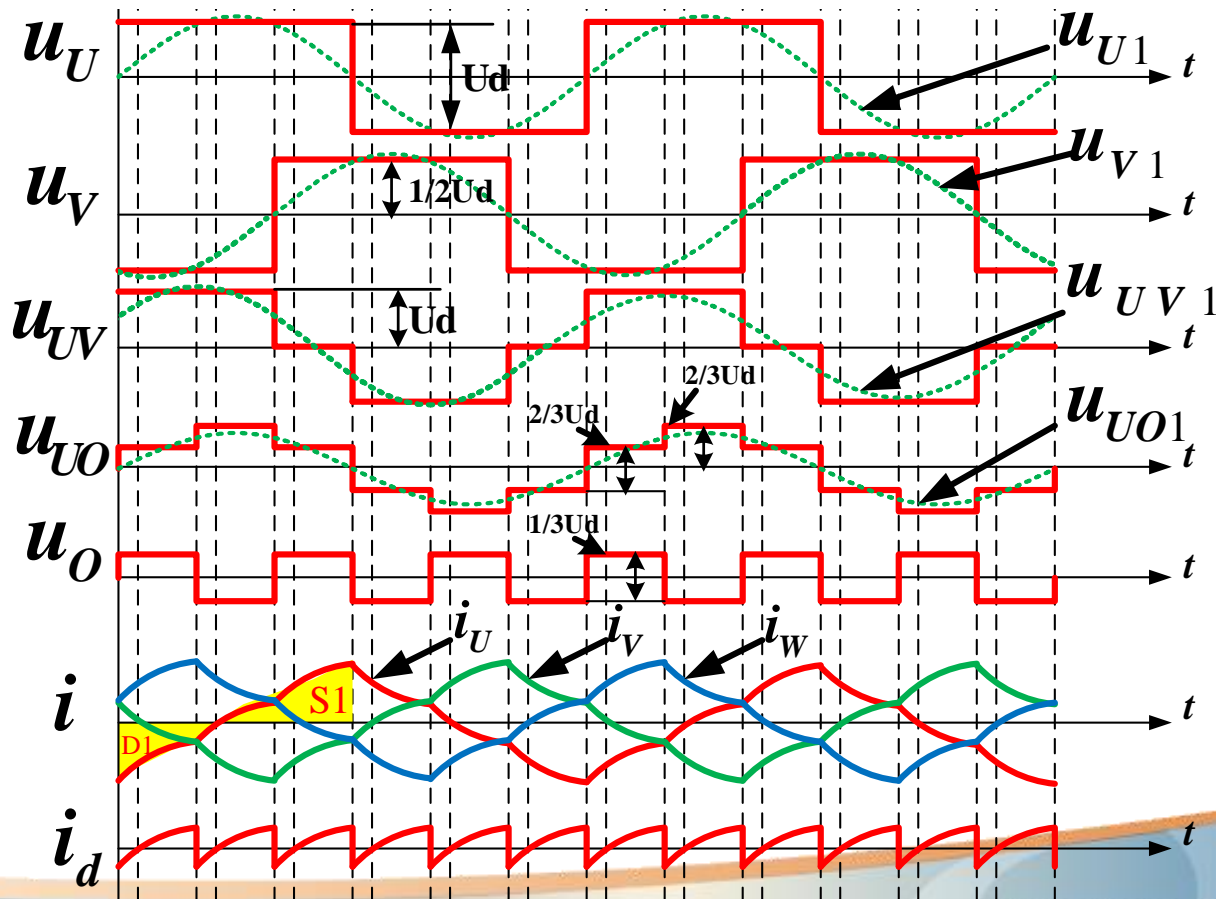 u_U
Ud
u_U1
t
u_V
1/2Ud
u_V1
t
u_UV
Ud
u_UV1
t
u_UO
2/3Ud
2/3Ud
u_UO1
u_O
1/3Ud
t
i
D1
S1
i_U
i_V
i_W
t
i_d
t